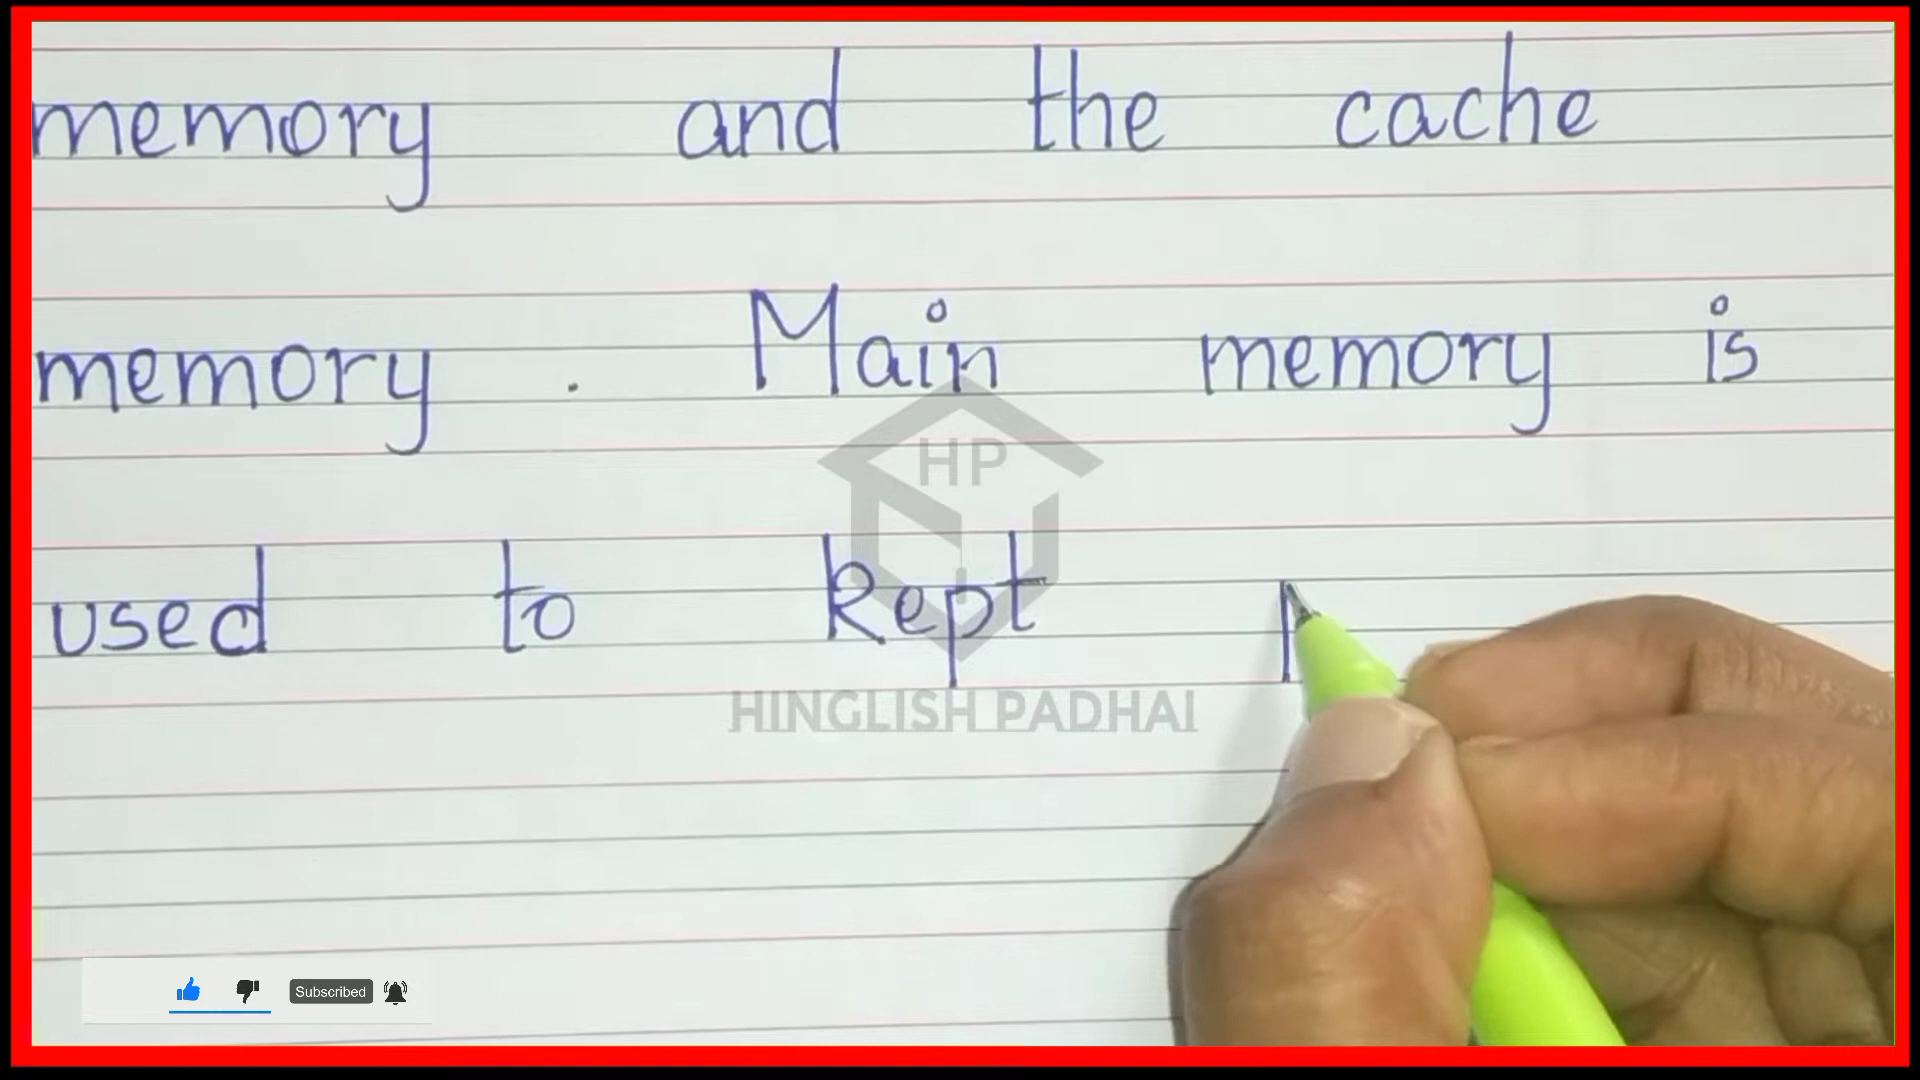 memory and the cache
memory . Main memory is
used to kept
HP
HINGLISH PADHAI
Subscribed